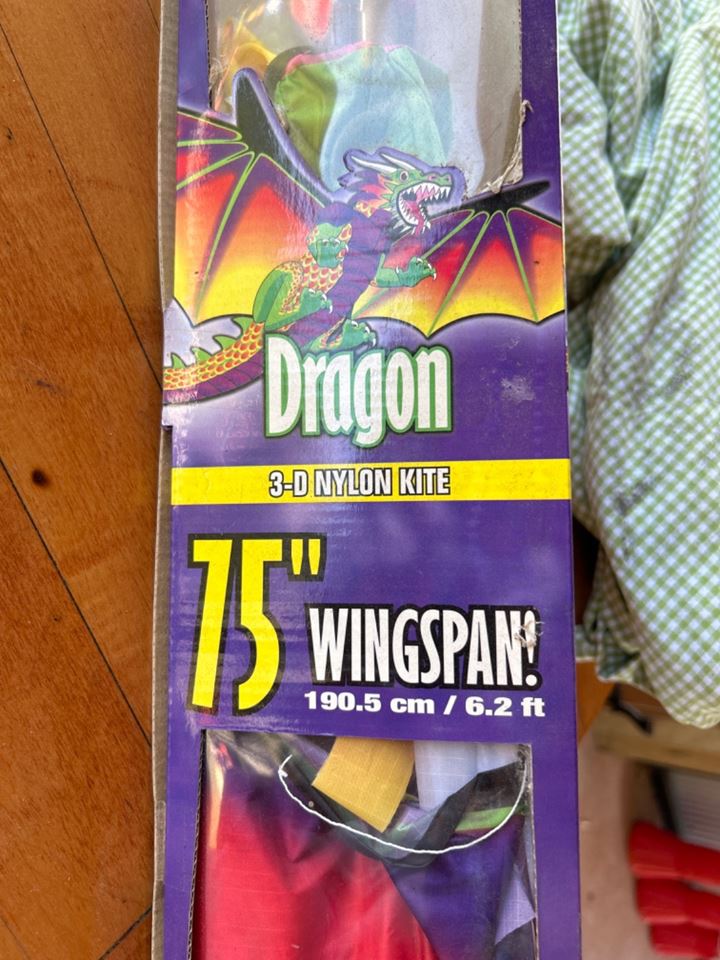 Dragon
3-D NYLON KITE
75"
WINGSPAN!
190.5 cm / 6.2 ft